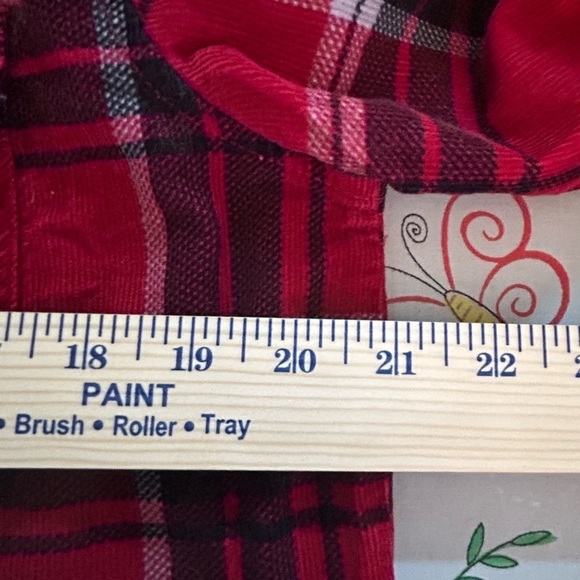 18 19 20 21 22
PAINT
• Brush • Roller • Tray